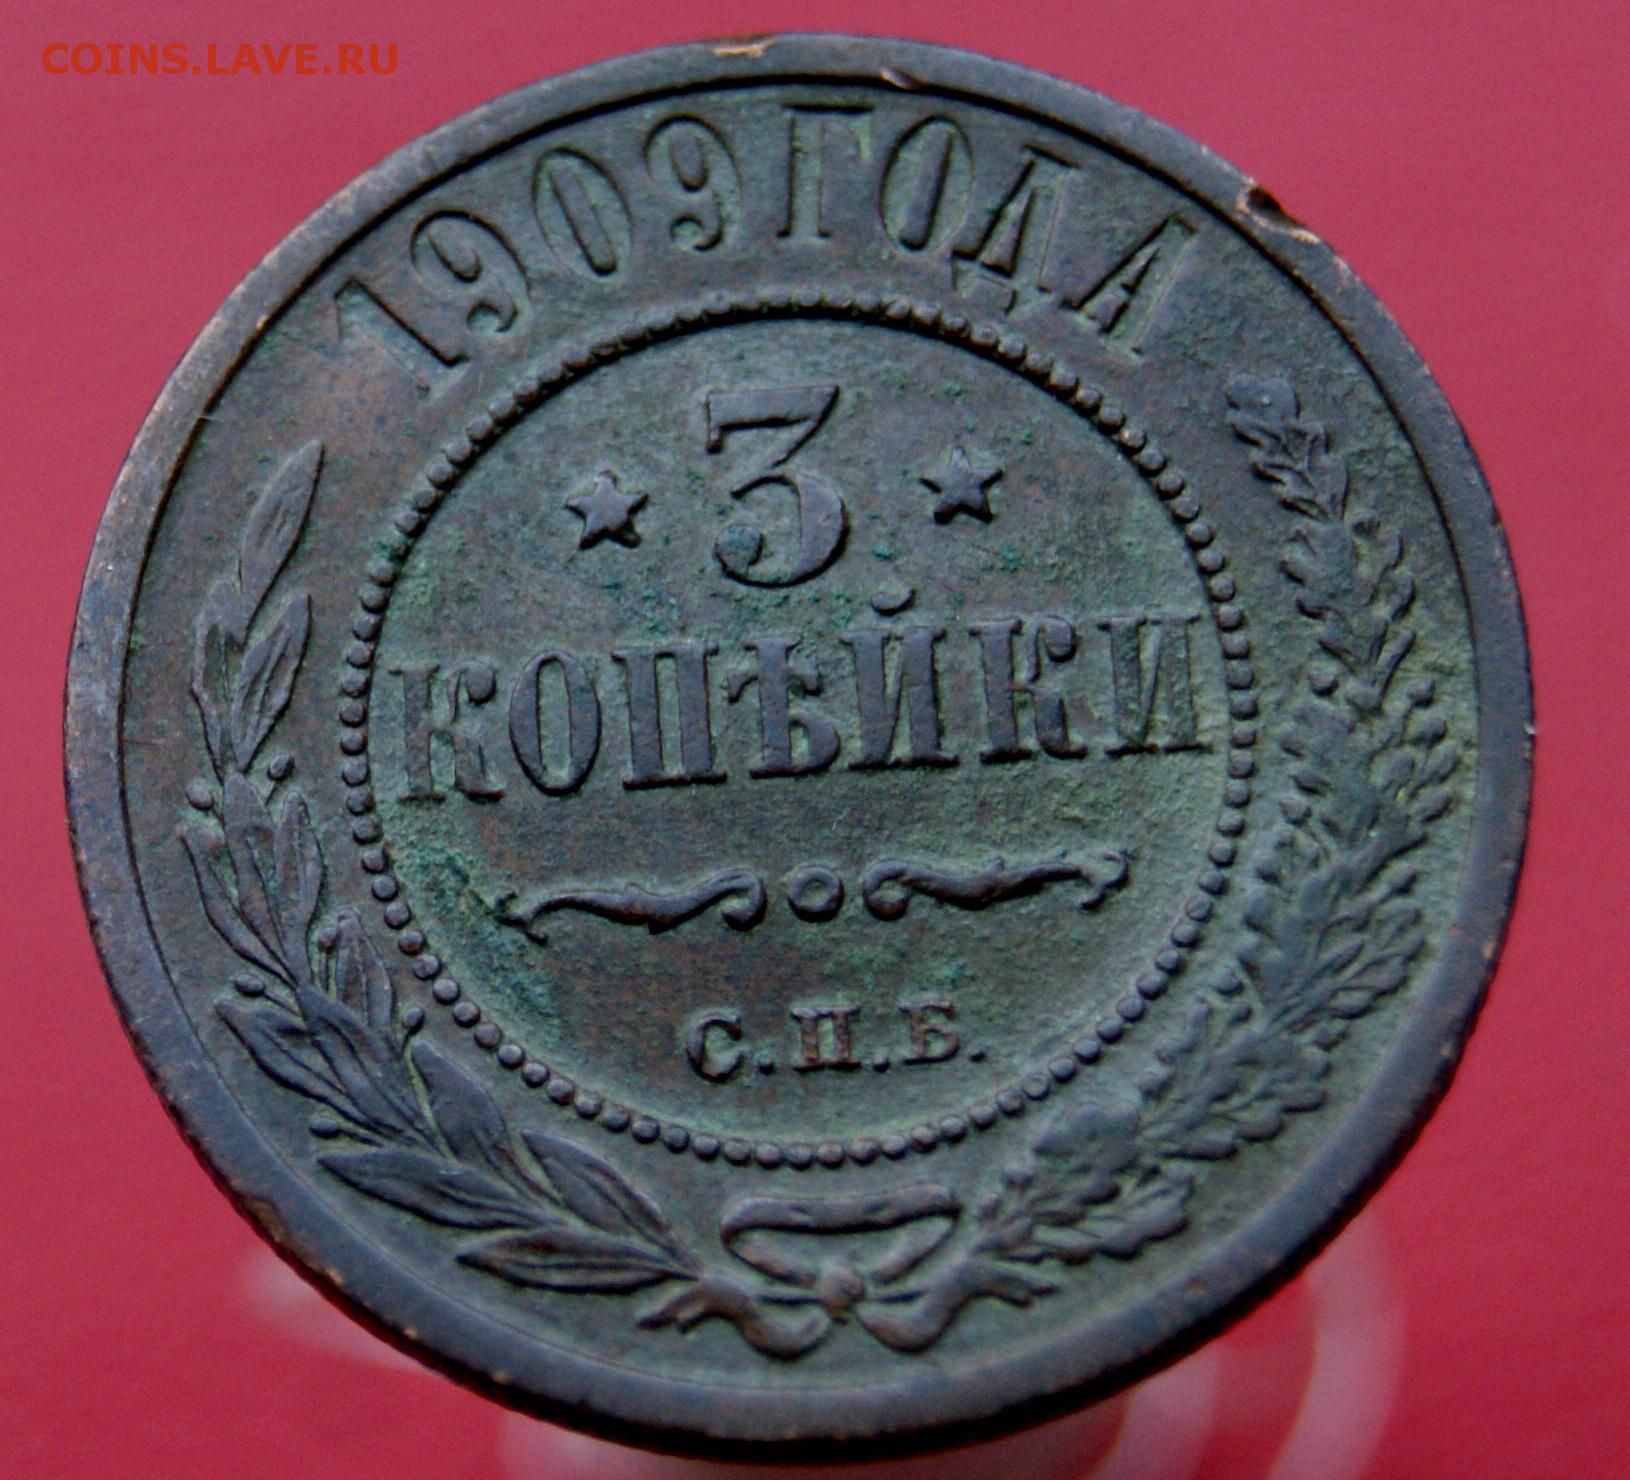 COINS.LAVE.RU
1909 ГОДА
3
КОПѢЙКИ
С.П.Б.